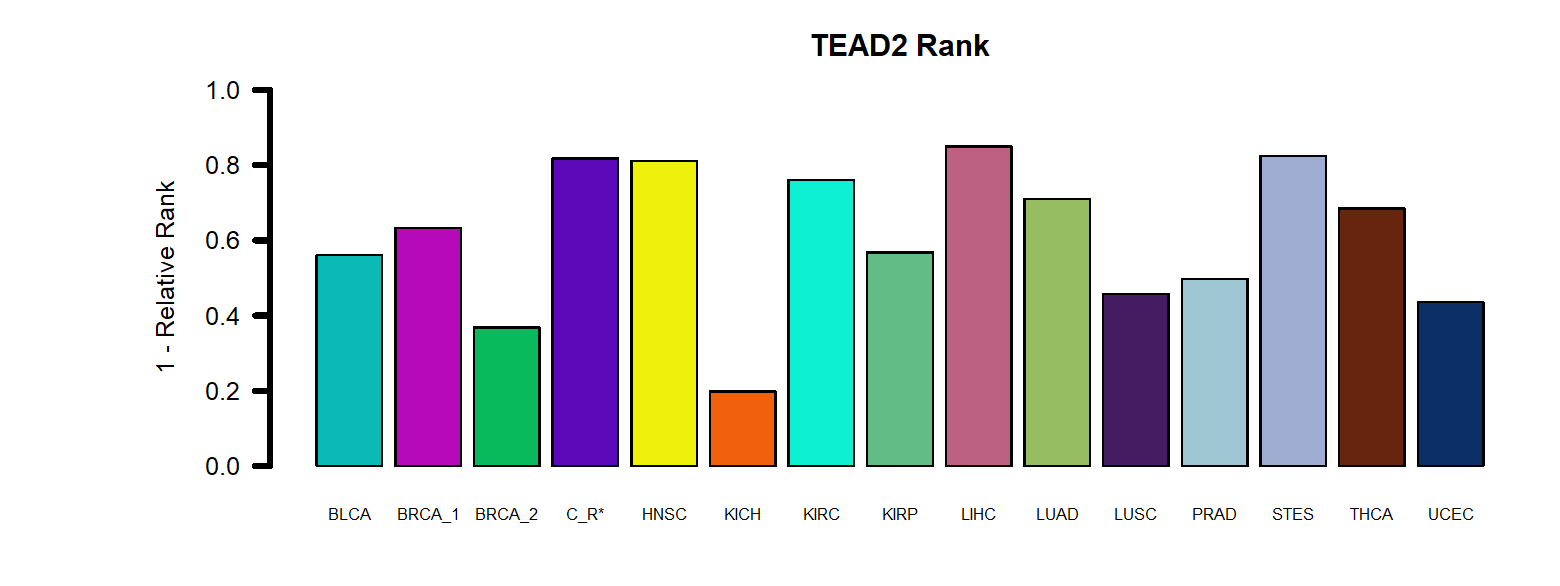 TEAD2 Rank
1 - Relative Rank
1.0
0.8
0.6
0.4
0.2
0.0
BLCA BRCA_1 BRCA_2 C_R* HNSC KICH KIRC KIRP LIHC LUAD LUSC PRAD STES THCA UCEC